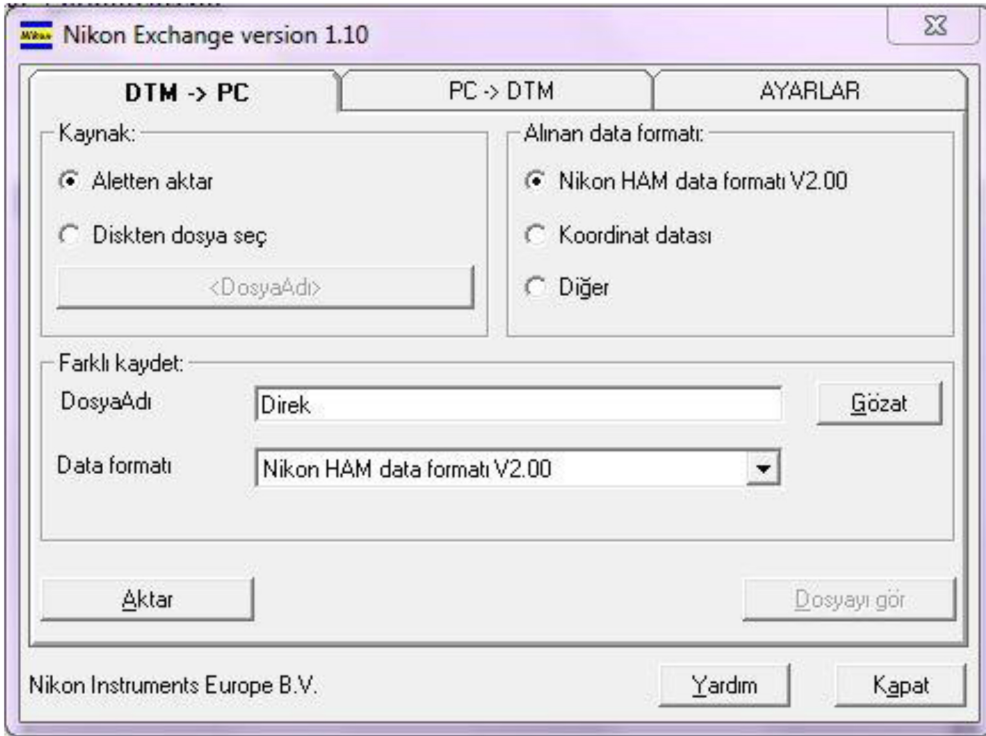 Nikon Nikon Exchange version 1.10
DTM -> PC PC -> DTM AYARLAR
Kaynak:
Aletten aktar
Diskten dosya seç
<DosyaAdı>
Alınan data formatı:
Nikon HAM data formatı V2.00
Koordinat datası
Diğer
Farklı kaydet:
DosyaAdı Direk Gözat
Data formatı Nikon HAM data formatı V2.00
Aktar Dosyayı gör
Nikon Instruments Europe B.V. Yardım Kapat